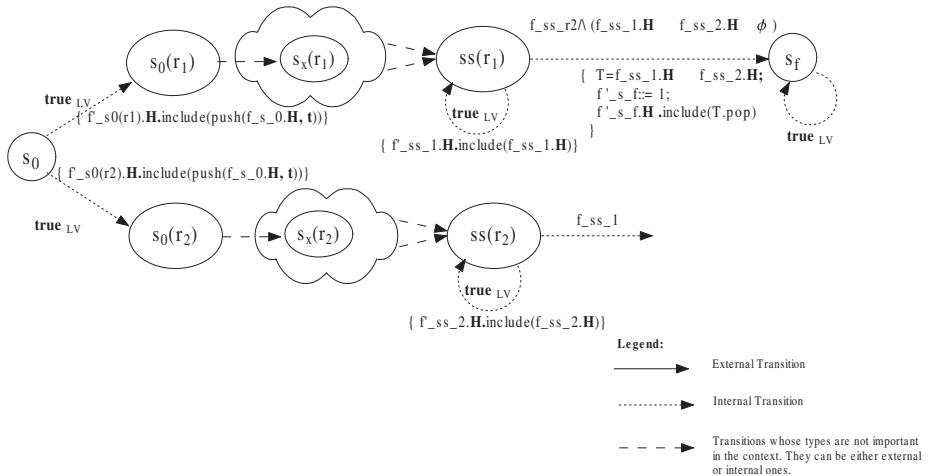 f_ss_r2/\ (f_ss_1.H f_ss_2.H ϕ )
s0(r1)
sx(r1)
ss(r1)
sf
{ T=f_ss_1.H f_ss_2.H;
f'_s_f::= 1;
f'_s_f.H .include(T.pop)
}
true LV
{ f'_s0(r1).H.include(push(f_s_0.H, t))}
true LV
true LV
{ f'_ss_1.H.include(f_ss_1.H)}
s0
{ f'_s0(r2).H.include(push(f_s_0.H, t))}
true LV
s0(r2)
sx(r2)
ss(r2)
f_ss_1
true LV
{ f'_ss_2.H.include(f_ss_2.H)}
Legend:
External Transition
Internal Transition
Transitions whose types are not important
in the context. They can be either external
or internal ones.